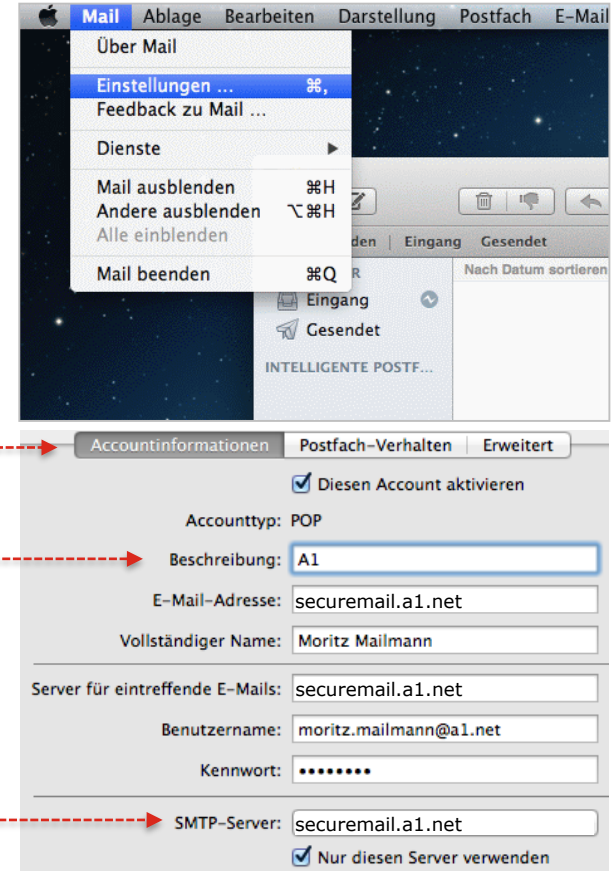 Mail Ablage Bearbeiten Darstellung Postfach E-Mail
Über Mail
Einstellungen ... ⌘,
Feedback zu Mail ...
Dienste ▶
Mail ausblenden ⌘H
Andere ausblenden ⌥⌘H
Alle einblenden
Mail beenden ⌘Q
den Eingang Gesendet
R
Nach Datum sortieren
Eingang
Gesendet
INTELLIGENTE POSTF...
Accountinformationen Postfach-Verhalten Erweitert
Diesen Account aktivieren
Accounttyp: POP
Beschreibung: A1
E-Mail-Adresse: securemail.a1.net
Vollständiger Name: Moritz Mailmann
Server für eintreffende E-Mails: securemail.a1.net
Benutzername: moritz.mailmann@a1.net
Kennwort: ••••••••
SMTP-Server: securemail.a1.net
Nur diesen Server verwenden